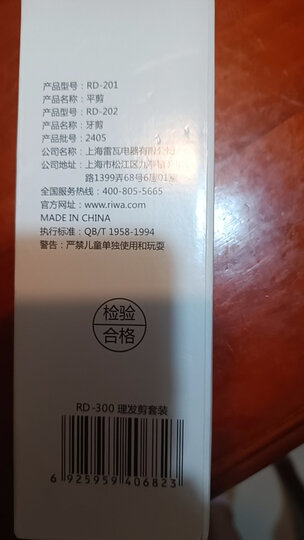 产品型号：RD-201
产品名称：平剪
产品型号：RD-202
产品名称：牙剪
产品批号：2405
公司名称：上海雷瓦电器有限公司
公司地址：上海市松江区九
路1399弄68号6层01室
全国服务热线：400-805-5665
官方网址：www.riwa.com
MADE IN CHINA
执行标准：QB/T 1958-1994
警告：严禁儿童单独使用和玩耍
检验
合格
RD-300 理发剪套装
6 925959 406823